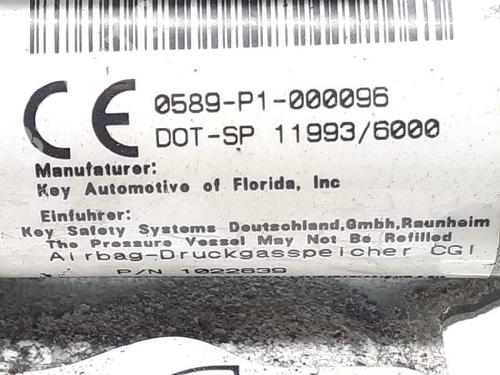 CE 0589-P1-000096
DOT-SP 11993/6000
Manufaturer:
Key Automotive of Florida, Inc
Einfuhrer:
Key Safety Systems Deutschland,Gmbh,Raunheim
The Pressure Vessel May Not Be Refilled
Airbag-Druckgasspeicher CGI
P/N 1022639